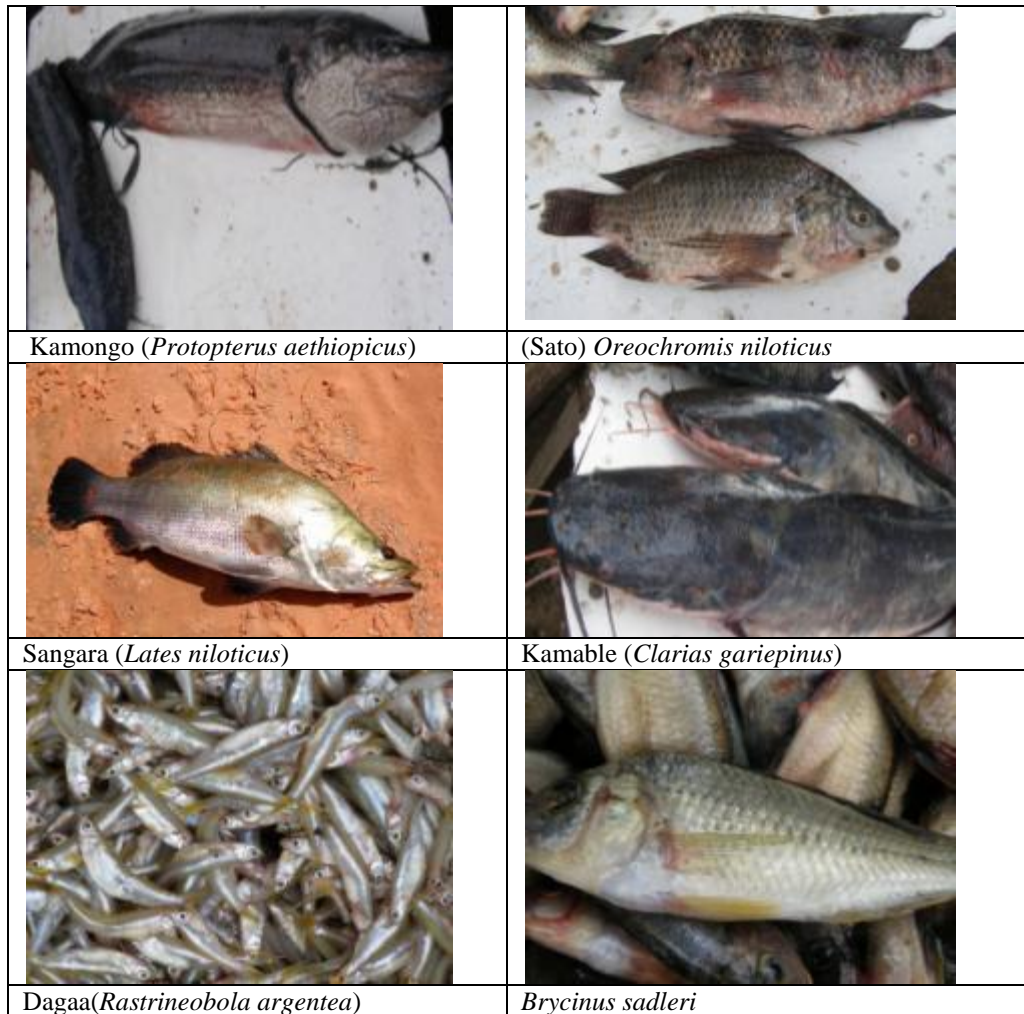 Kamongo (Protopterus aethiopicus)
(Sato) Oreochromis niloticus
Sangara (Lates niloticus)
Kamable (Clarias gariepinus)
Dagaa(Rastrineobola argentea)
Brycinus sadleri